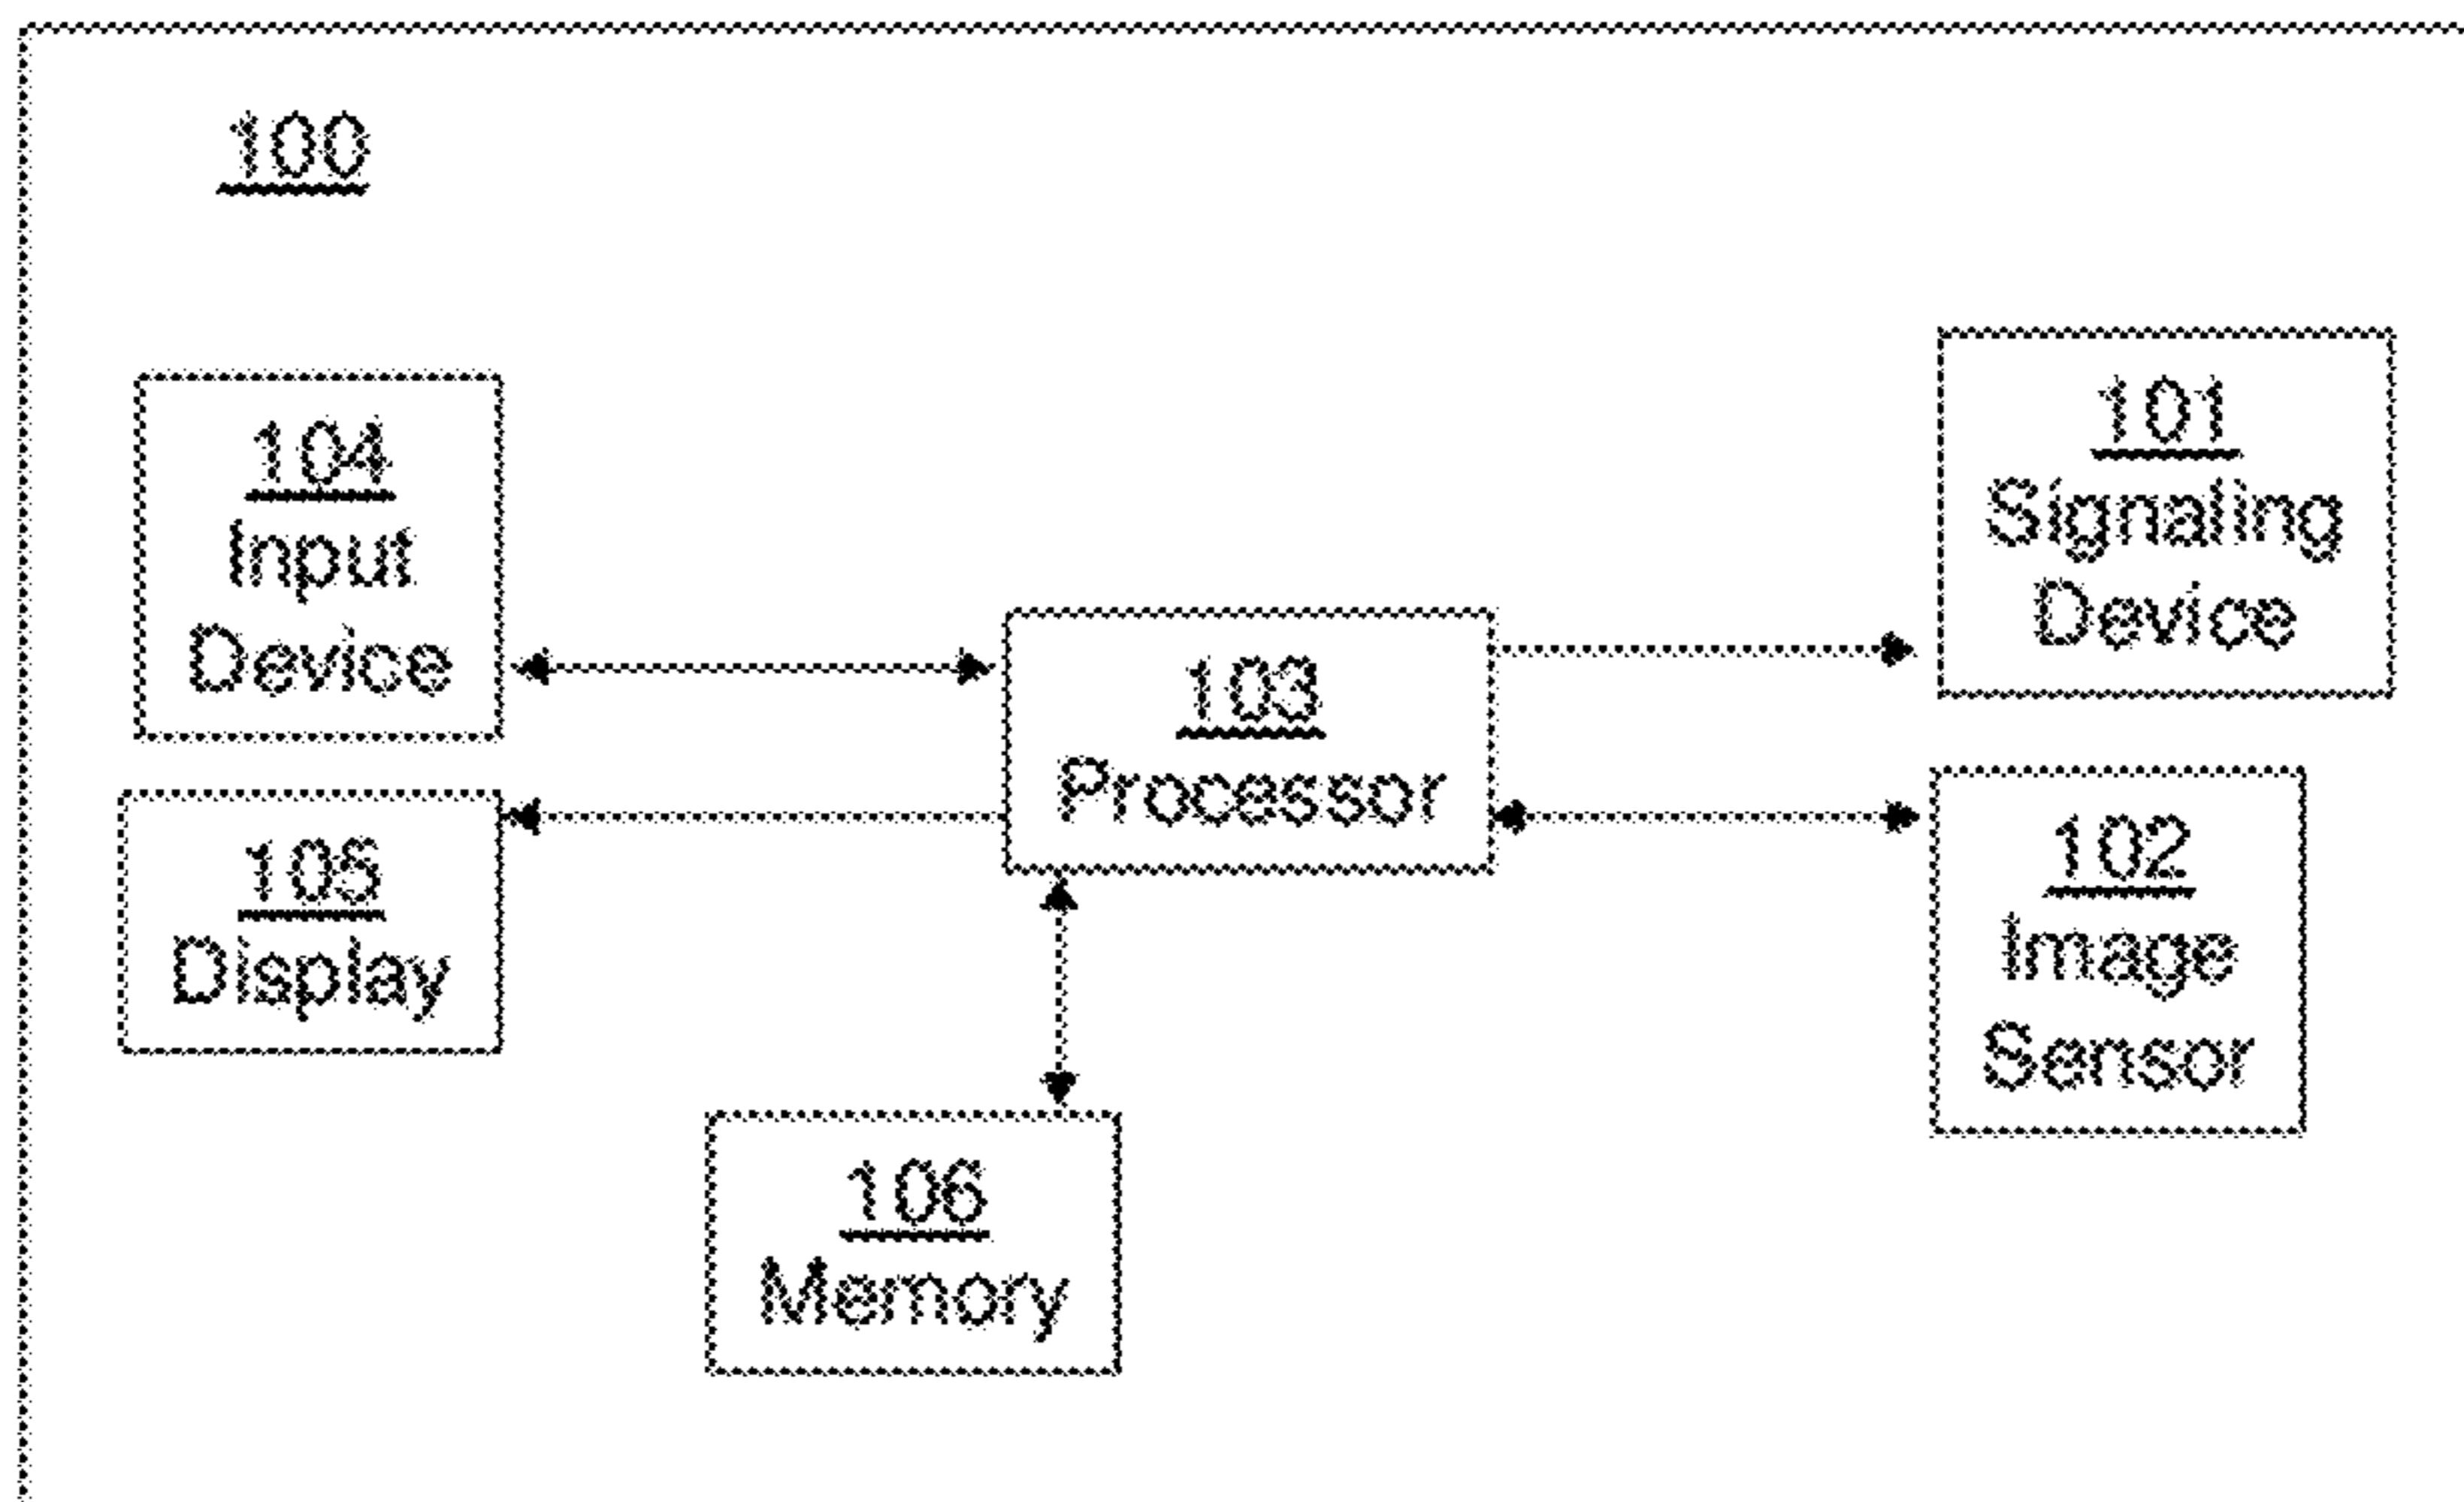 100
104
Input
Device
101
Signaling
Device
103
Processor
105
Display
102
Image
Sensor
106
Memory